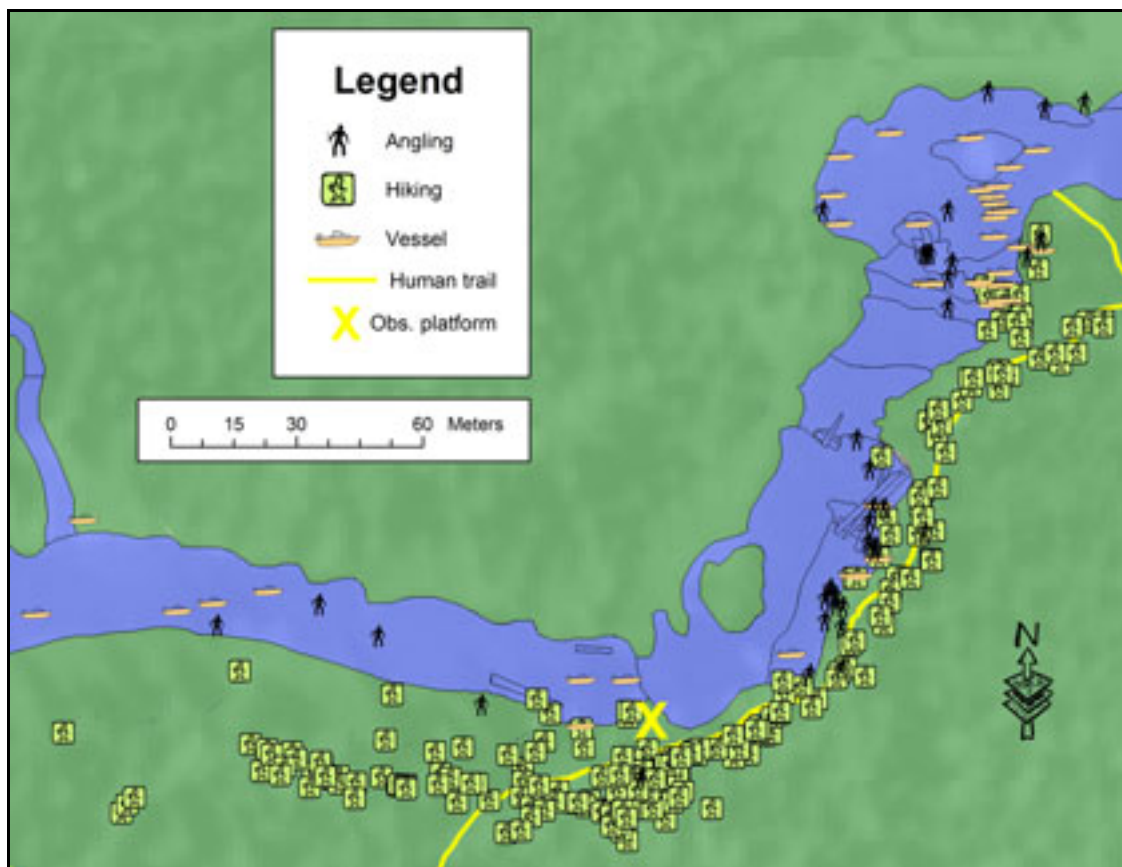 Legend
Angling
Hiking
Vessel
Human trail
X Obs. platform
0 15 30 60 Meters
X
N